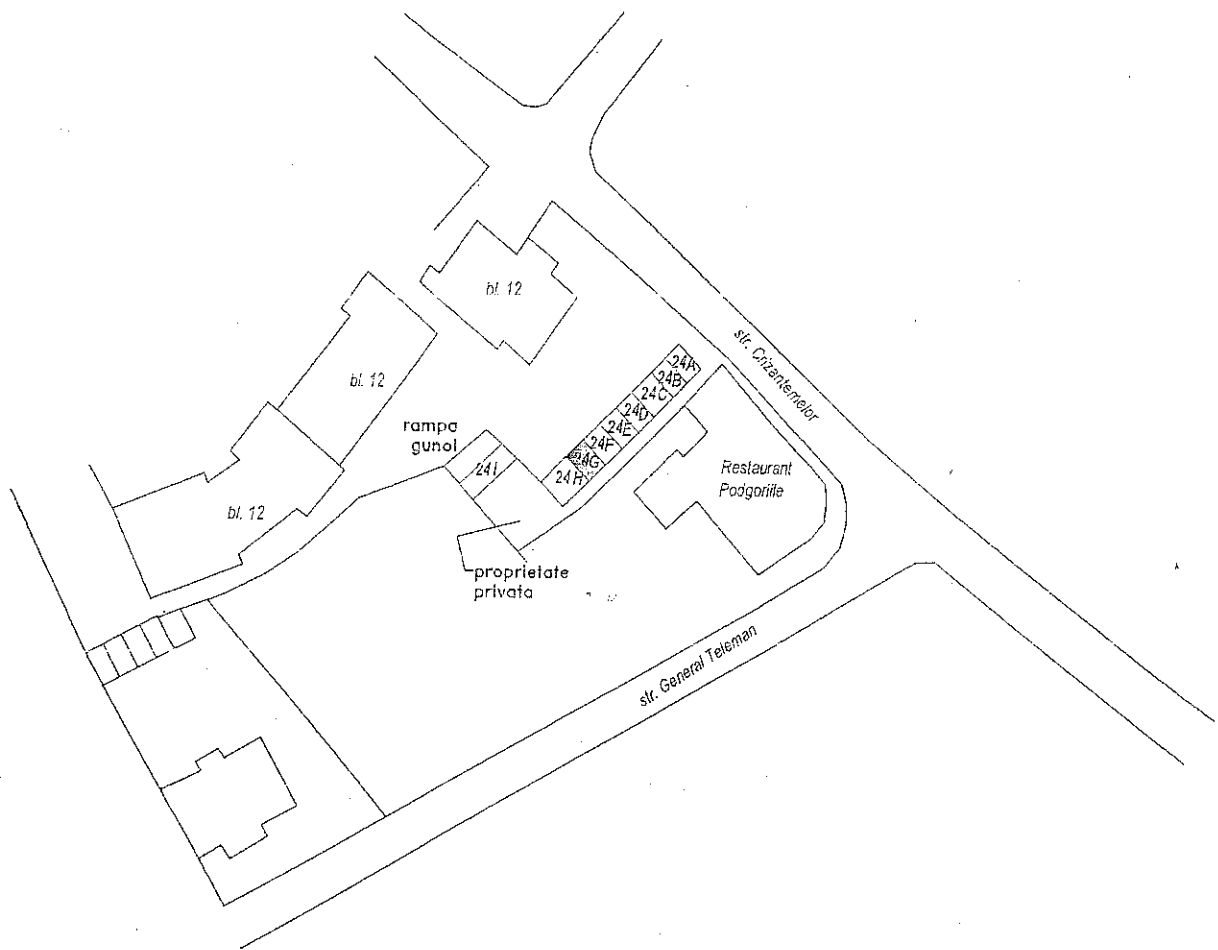 bl. 12
str. Crizantemelor
24A
24B
24C
24D
24E
24F
24G
24H
bl. 12
rampa
gunoi
24I
Restaurant
Podgoriile
bl. 12
proprietate
privata
str. General Teleman